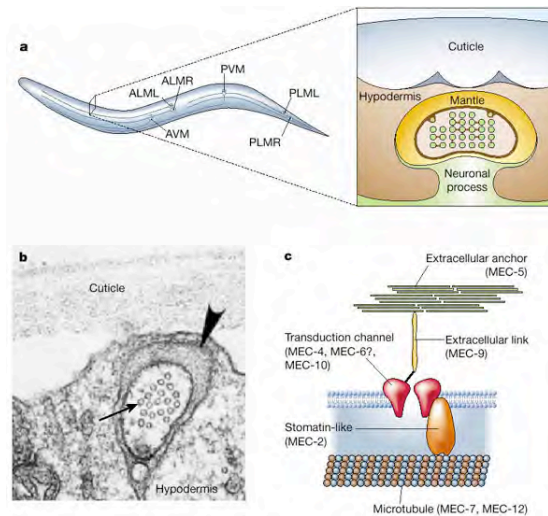 a
PVM
ALMR
ALML
PLML
AVM
PLMR
Cuticle
Hypodermis
Mantle
Neuronal
process
b
Cuticle
Hypodermis
c
Extracellular anchor
(MEC-5)
Transduction channel
(MEC-4, MEC-6?,
MEC-10)
Extracellular link
(MEC-9)
Stomatin-like
(MEC-2)
Microtubule (MEC-7, MEC-12)